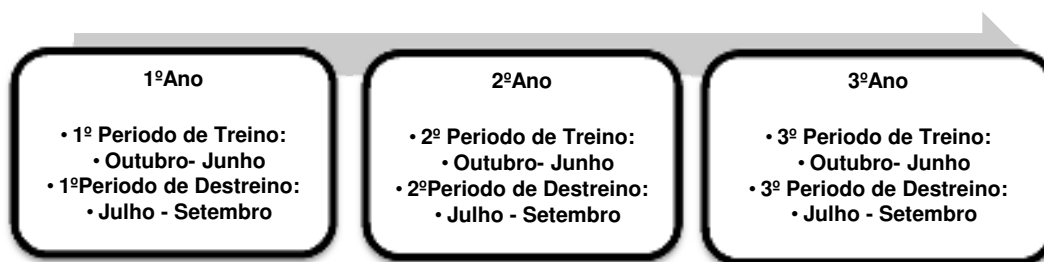 1ºAno
• 1º Periodo de Treino:
• Outubro- Junho
• 1ºPeriodo de Destreino:
• Julho - Setembro
2ºAno
• 2º Periodo de Treino:
• Outubro- Junho
• 2ºPeriodo de Destreino:
• Julho - Setembro
3ºAno
• 3º Periodo de Treino:
• Outubro- Junho
• 3º Periodo de Destreino:
• Julho - Setembro